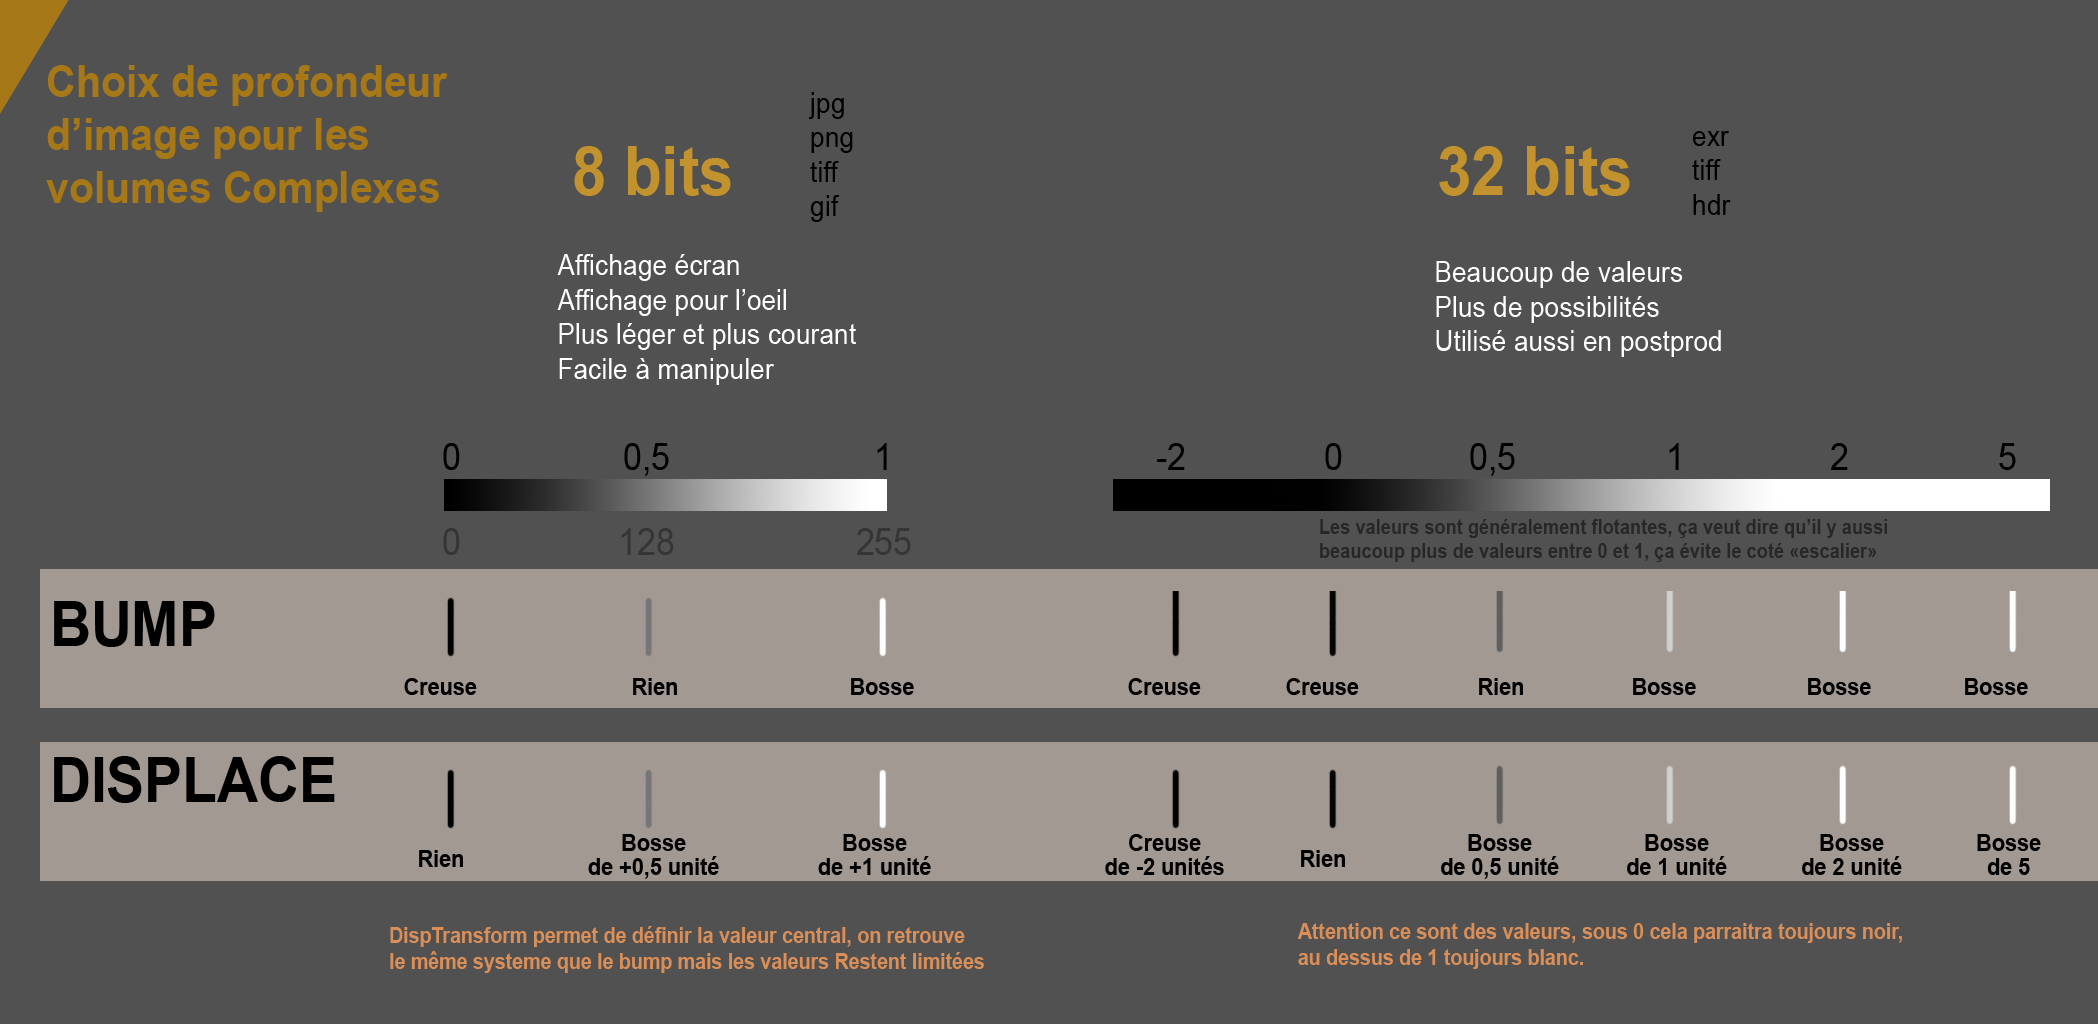 Choix de profondeur
d’image pour les
volumes Complexes
8 bits
jpg
png
tiff
gif
Affichage écran
Affichage pour l’oeil
Plus léger et plus courant
Facile à manipuler
32 bits
exr
tiff
hdr
Beaucoup de valeurs
Plus de possibilités
Utilisé aussi en postprod
0 0,5 1
0 128 255
-2 0 0,5 1 2 5
Les valeurs sont généralement flotantes, ça veut dire qu’il y aussi
beaucoup plus de valeurs entre 0 et 1, ça évite le coté «escalier»
BUMP
Creuse Rien Bosse Creuse Creuse Rien Bosse Bosse Bosse
DISPLACE
Rien
Bosse
de +0,5 unité
Bosse
de +1 unité
Creuse
de -2 unités
Rien
Bosse
de 0,5 unité
Bosse
de 1 unité
Bosse
de 2 unité
Bosse
de 5
DispTransform permet de définir la valeur central, on retrouve
le même systeme que le bump mais les valeurs Restent limitées
Attention ce sont des valeurs, sous 0 cela parraitra toujours noir,
au dessus de 1 toujours blanc.